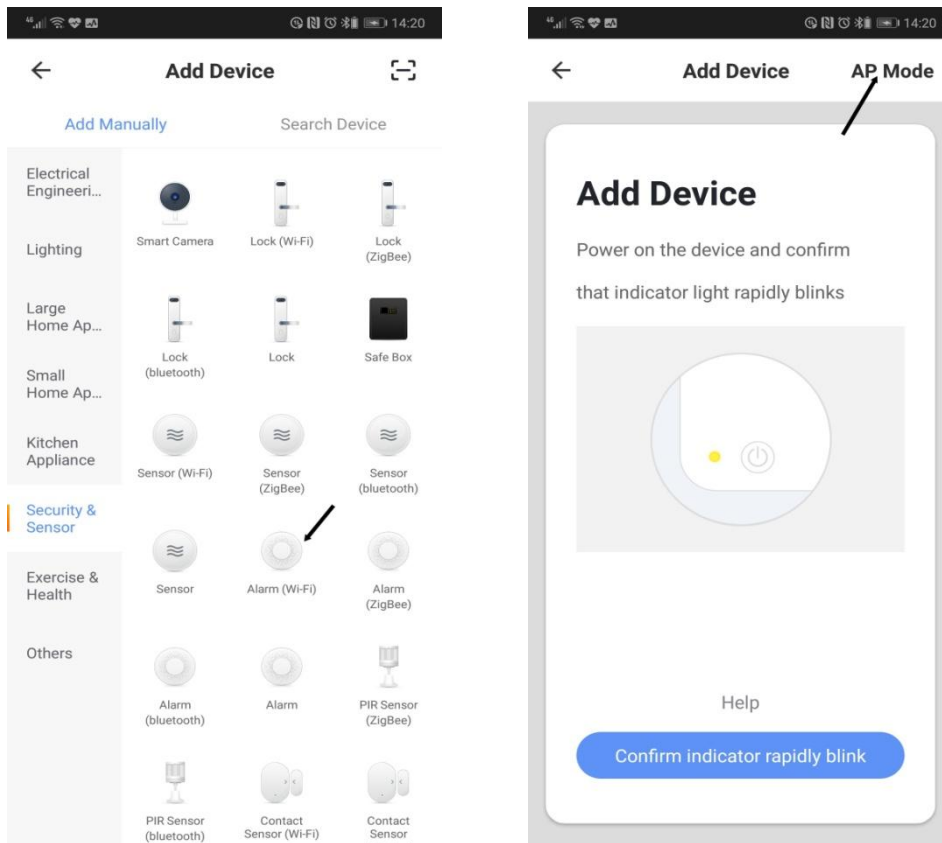 46 14:20
Add Device
Add Manually Search Device
Electrical
Engineeri...
Lighting
Large
Home Ap...
Small
Home Ap...
Kitchen
Appliance
Security &
Sensor
Exercise &
Health
Others
Smart Camera
Lock (Wi-Fi)
Lock
(ZigBee)
Lock
(bluetooth)
Lock
Safe Box
Sensor (Wi-Fi)
Sensor
(ZigBee)
Sensor
(bluetooth)
Sensor
Alarm (Wi-Fi)
Alarm
(ZigBee)
Alarm
(bluetooth)
Alarm
PIR Sensor
(ZigBee)
PIR Sensor
(bluetooth)
Contact
Sensor (Wi-Fi)
Contact
Sensor
46 14:20
Add Device AP Mode
Add Device
Power on the device and confirm
that indicator light rapidly blinks
Help
Confirm indicator rapidly blink